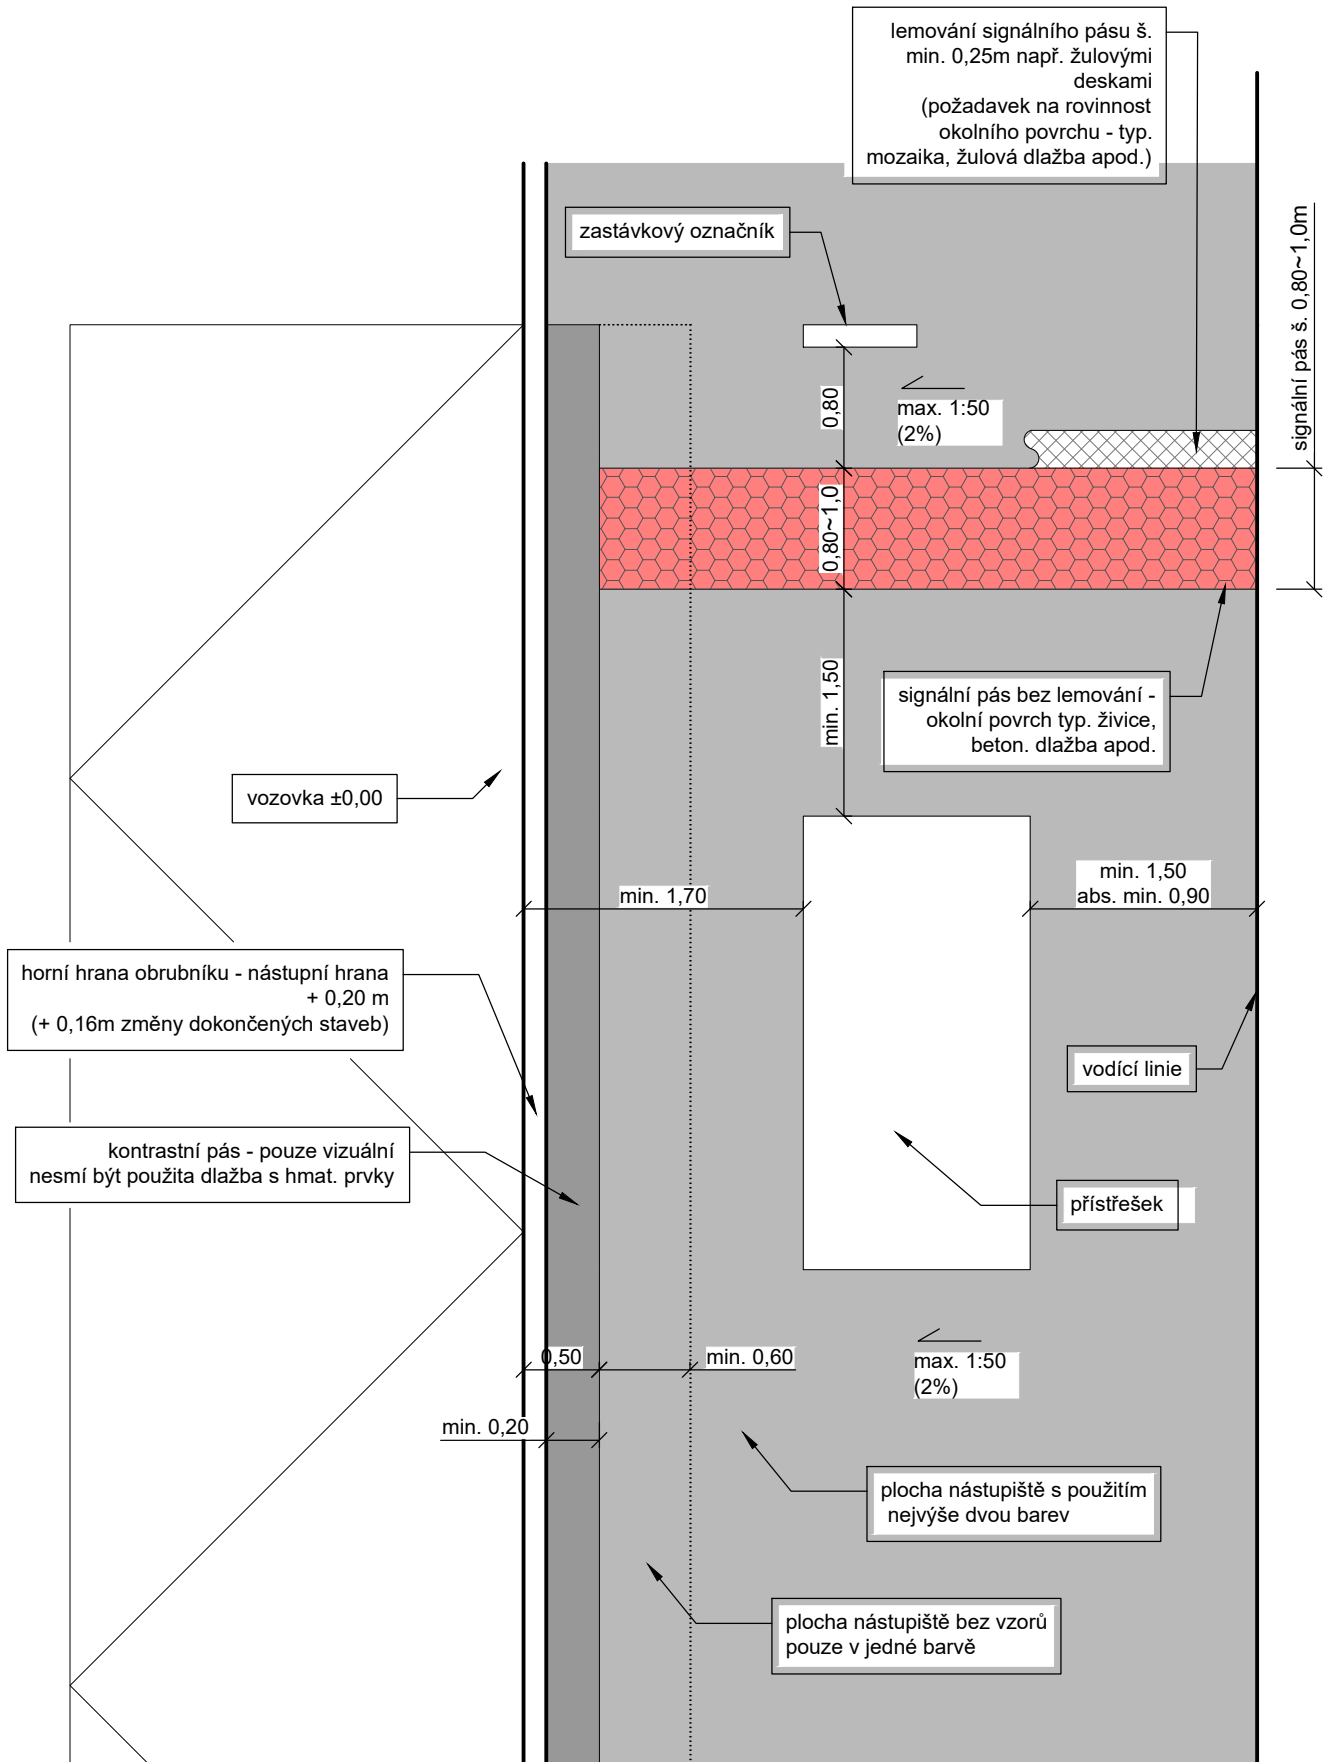 lemování signálního pásu š.
min. 0,25m např. žulovými
deskami
(požadavek na rovinnost
okolního povrchu - typ.
mozaika, žulová dlažba apod.)
zastávkový označník
signální pás š. 0,80~1,0m
0,80
max. 1:50
(2%)
0,80~1,0
min. 1,50
signální pás bez lemování -
okolní povrch typ. živice,
beton. dlažba apod.
vozovka ±0,00
min. 1,70
min. 1,50
abs. min. 0,90
horní hrana obrubníku - nástupní hrana
+ 0,20 m
(+ 0,16m změny dokončených staveb)
vodící linie
kontrastní pás - pouze vizuální
nesmí být použita dlažba s hmat. prvky
přístřešek
0,50
min. 0,60
max. 1:50
(2%)
min. 0,20
plocha nástupiště s použitím
nejvýše dvou barev
plocha nástupiště bez vzorů
pouze v jedné barvě